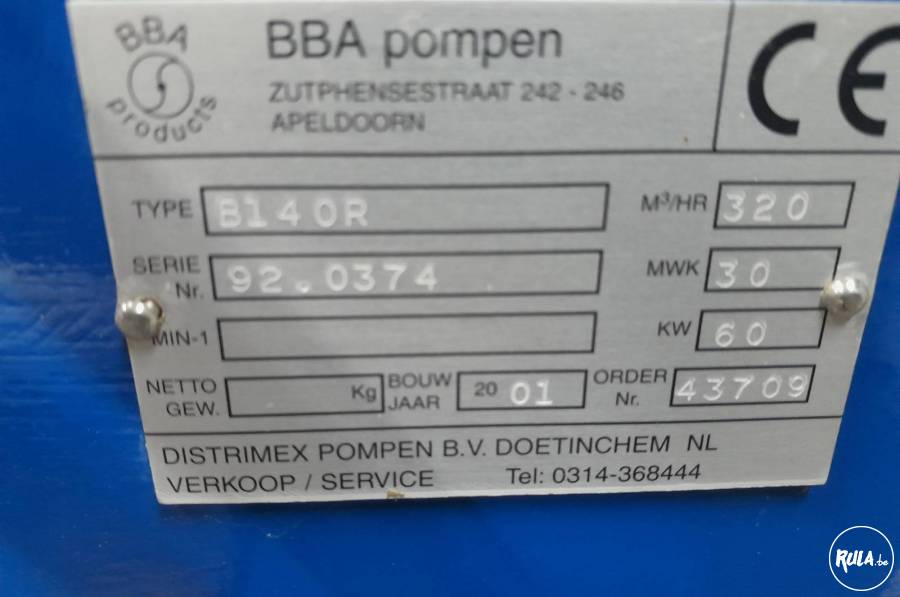 BBA products
BBA pompen
ZUTPHENSESTRAAT 242 - 246
APELDOORN
CE
TYPE B140R M³/HR 320
SERIE Nr. 92.0374 MWK 30
MIN-1 KW 60
NETTO GEW. Kg BOUW JAAR 20 01 ORDER Nr. 43709
DISTRIMEX POMPEN B.V. DOETINCHEM NL
VERKOOP / SERVICE Tel: 0314-368444
RULA.be